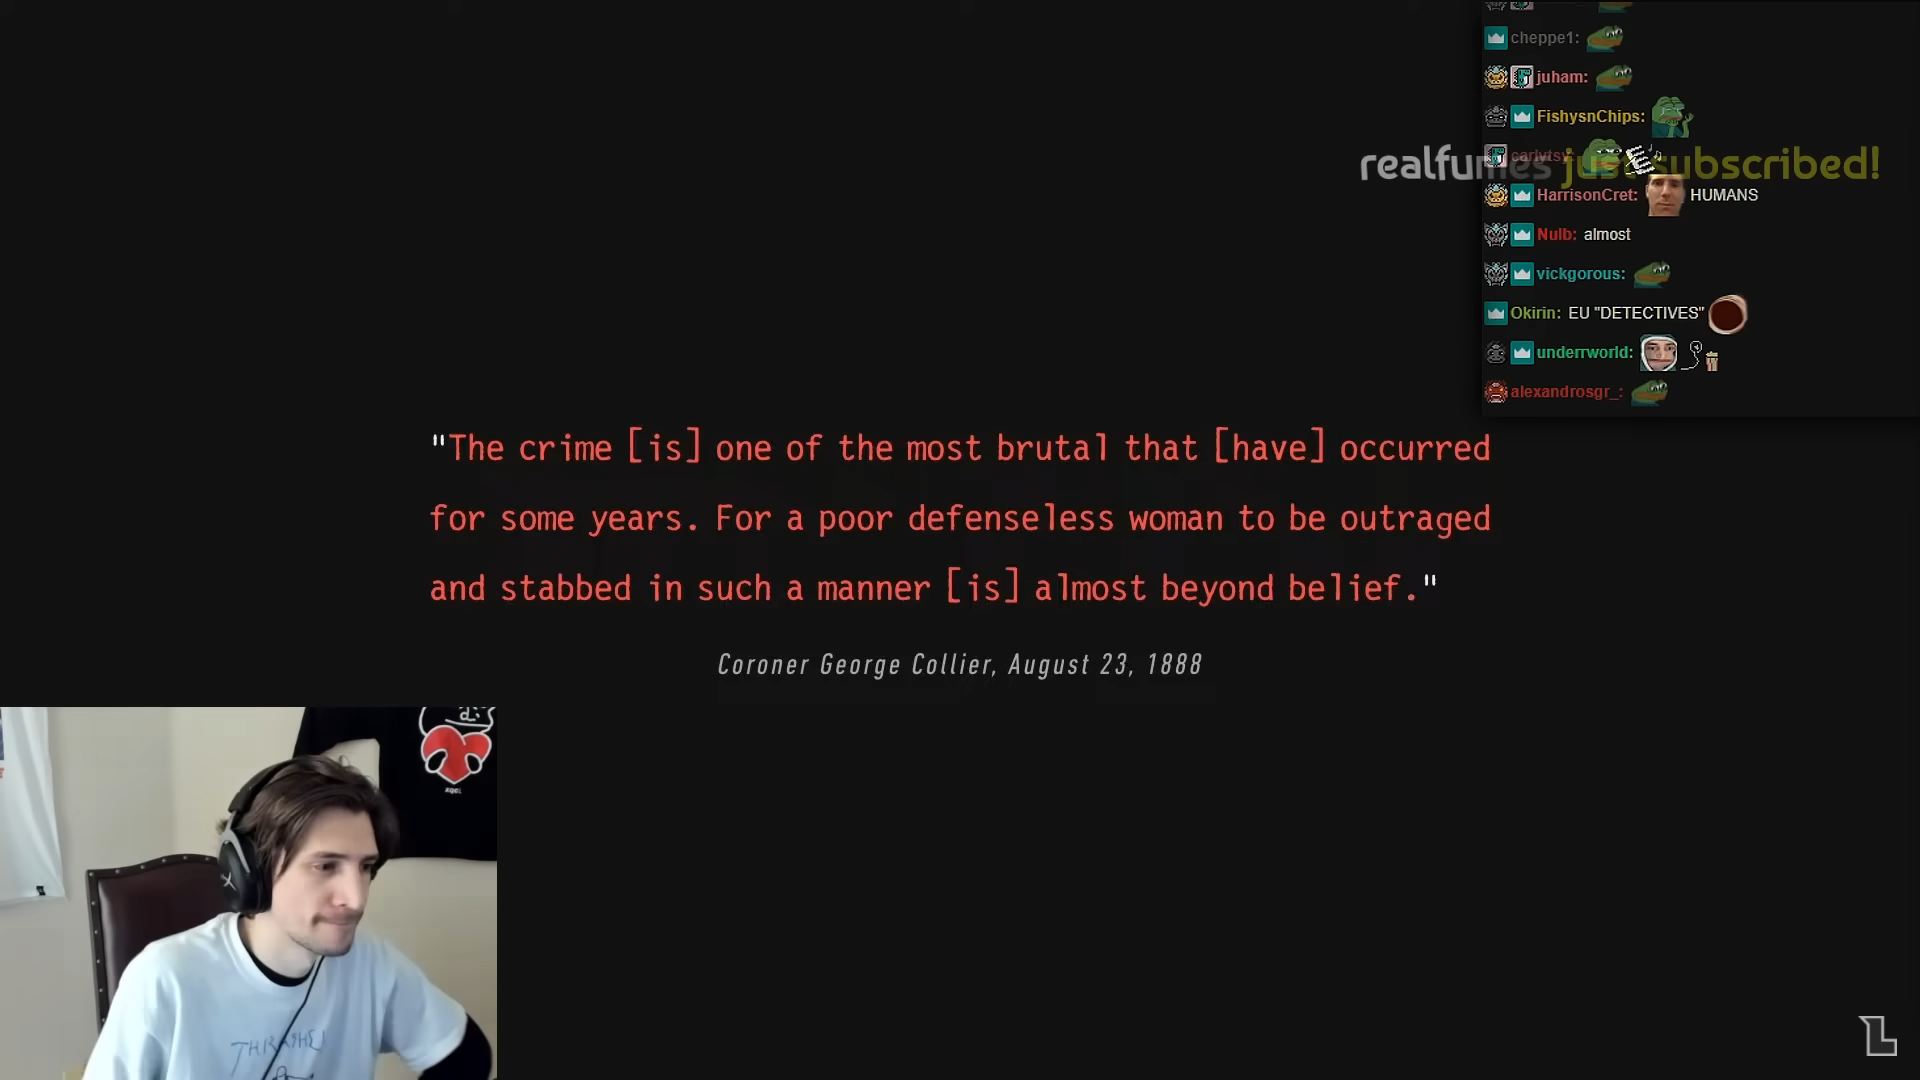 cheppe1:
juham:
FishysnChips:
realfumes just subscribed!
HarrisonCret: HUMANS
Nulb: almost
vickgorous:
Okirin: EU "DETECTIVES"
underrworld:
alexandrosgr_:
"The crime [is] one of the most brutal that [have] occurred
for some years. For a poor defenseless woman to be outraged
and stabbed in such a manner [is] almost beyond belief."
Coroner George Collier, August 23, 1888
xqcL
THRASHER